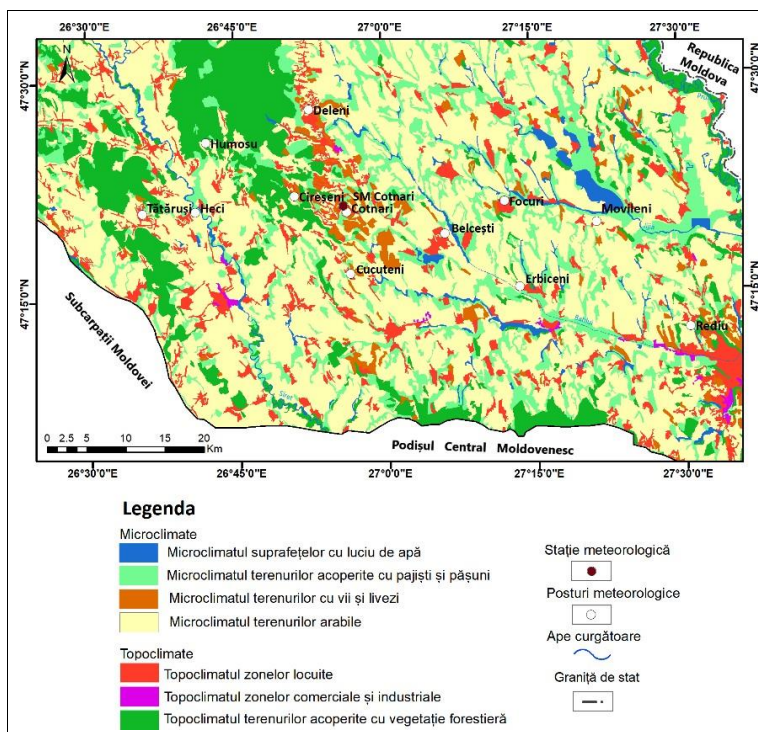 26°30'0"E 26°45'0"E 27°0'0"E 27°15'0"E 27°30'0"E
N
Republica
Moldova
47°30'0"N
47°30'0"N
Deleni
Humosu
Cireșeni
SM Cotnari
Cotnari
Tătăruși
Heci
Focuri
Movileni
Belcești
Cucuteni
Erbiceni
47°15'0"N
47°15'0"N
Rediu
Bahlui
Siret
Subcarpații Moldovei
0 2.5 5 10 15 20
Km
Podișul Central Moldovenesc
26°30'0"E 26°45'0"E 27°0'0"E 27°15'0"E 27°30'0"E
Legenda
Microclimate
Microclimatul suprafețelor cu luciu de apă
Microclimatul terenurilor acoperite cu pajiști și pășuni
Microclimatul terenurilor cu vii și livezi
Microclimatul terenurilor arabile
Topoclimate
Topoclimatul zonelor locuite
Topoclimatul zonelor comerciale și industriale
Topoclimatul terenurilor acoperite cu vegetație forestieră
Stație meteorologică
Posturi meteorologice
Ape curgătoare
Graniță de stat